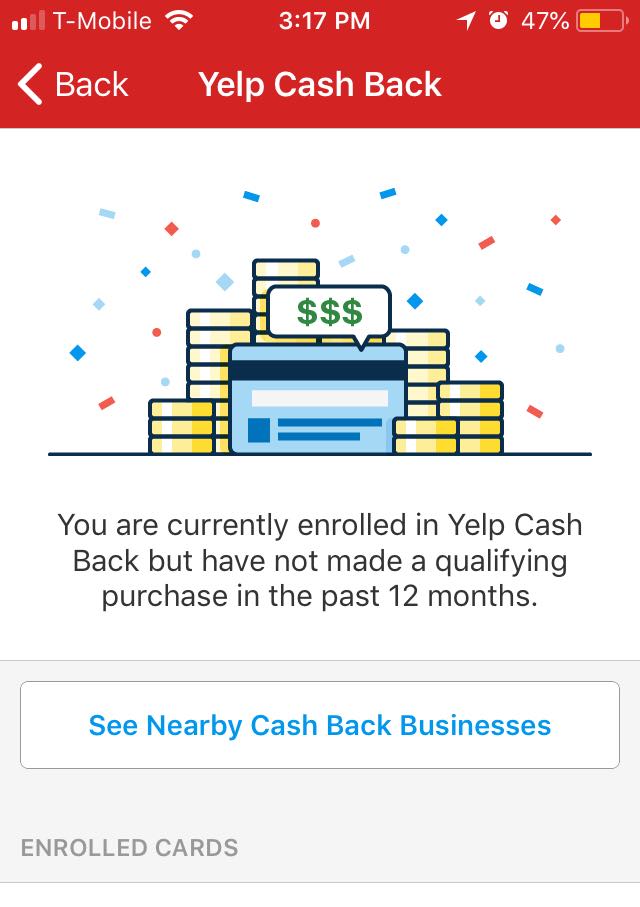 T-Mobile 3:17 PM 47%
Back Yelp Cash Back
$$$
You are currently enrolled in Yelp Cash
Back but have not made a qualifying
purchase in the past 12 months.
See Nearby Cash Back Businesses
ENROLLED CARDS